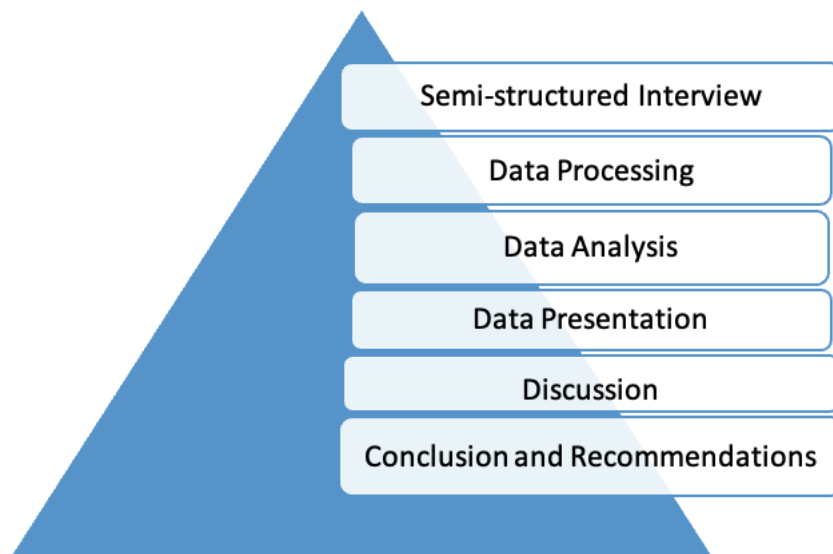 Semi-structured Interview
Data Processing
Data Analysis
Data Presentation
Discussion
Conclusion and Recommendations